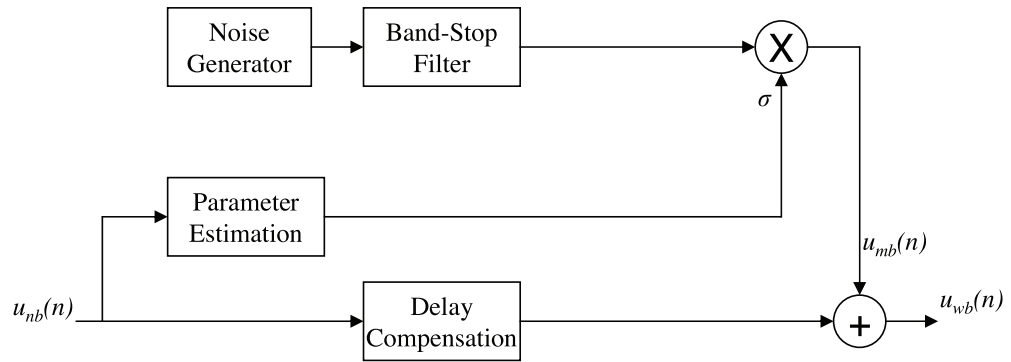 Noise
Generator
Band-Stop
Filter
X
σ
Parameter
Estimation
u_mb(n)
u_nb(n)
Delay
Compensation
+
u_wb(n)